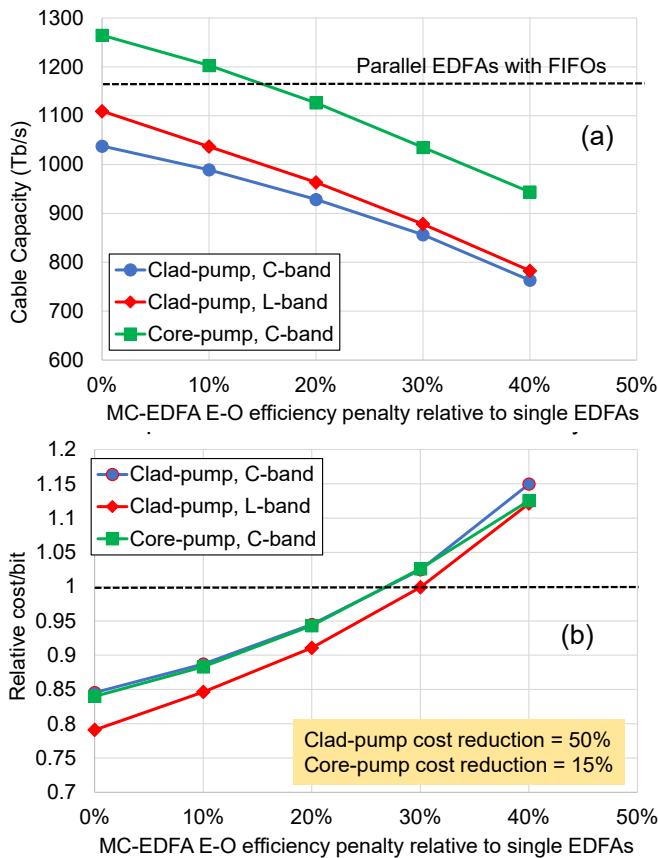 1300
1200
1100
1000
900
800
700
600
Cable Capacity (Tb/s)
Parallel EDFAs with FIFOs
(a)
Clad-pump, C-band
Clad-pump, L-band
Core-pump, C-band
0% 10% 20% 30% 40% 50%
MC-EDFA E-O efficiency penalty relative to single EDFAs
1.2
1.15
1.1
1.05
1
0.95
0.9
0.85
0.8
0.75
0.7
Relative cost/bit
Clad-pump, C-band
Clad-pump, L-band
Core-pump, C-band
(b)
Clad-pump cost reduction = 50%
Core-pump cost reduction = 15%
0% 10% 20% 30% 40% 50%
MC-EDFA E-O efficiency penalty relative to single EDFAs